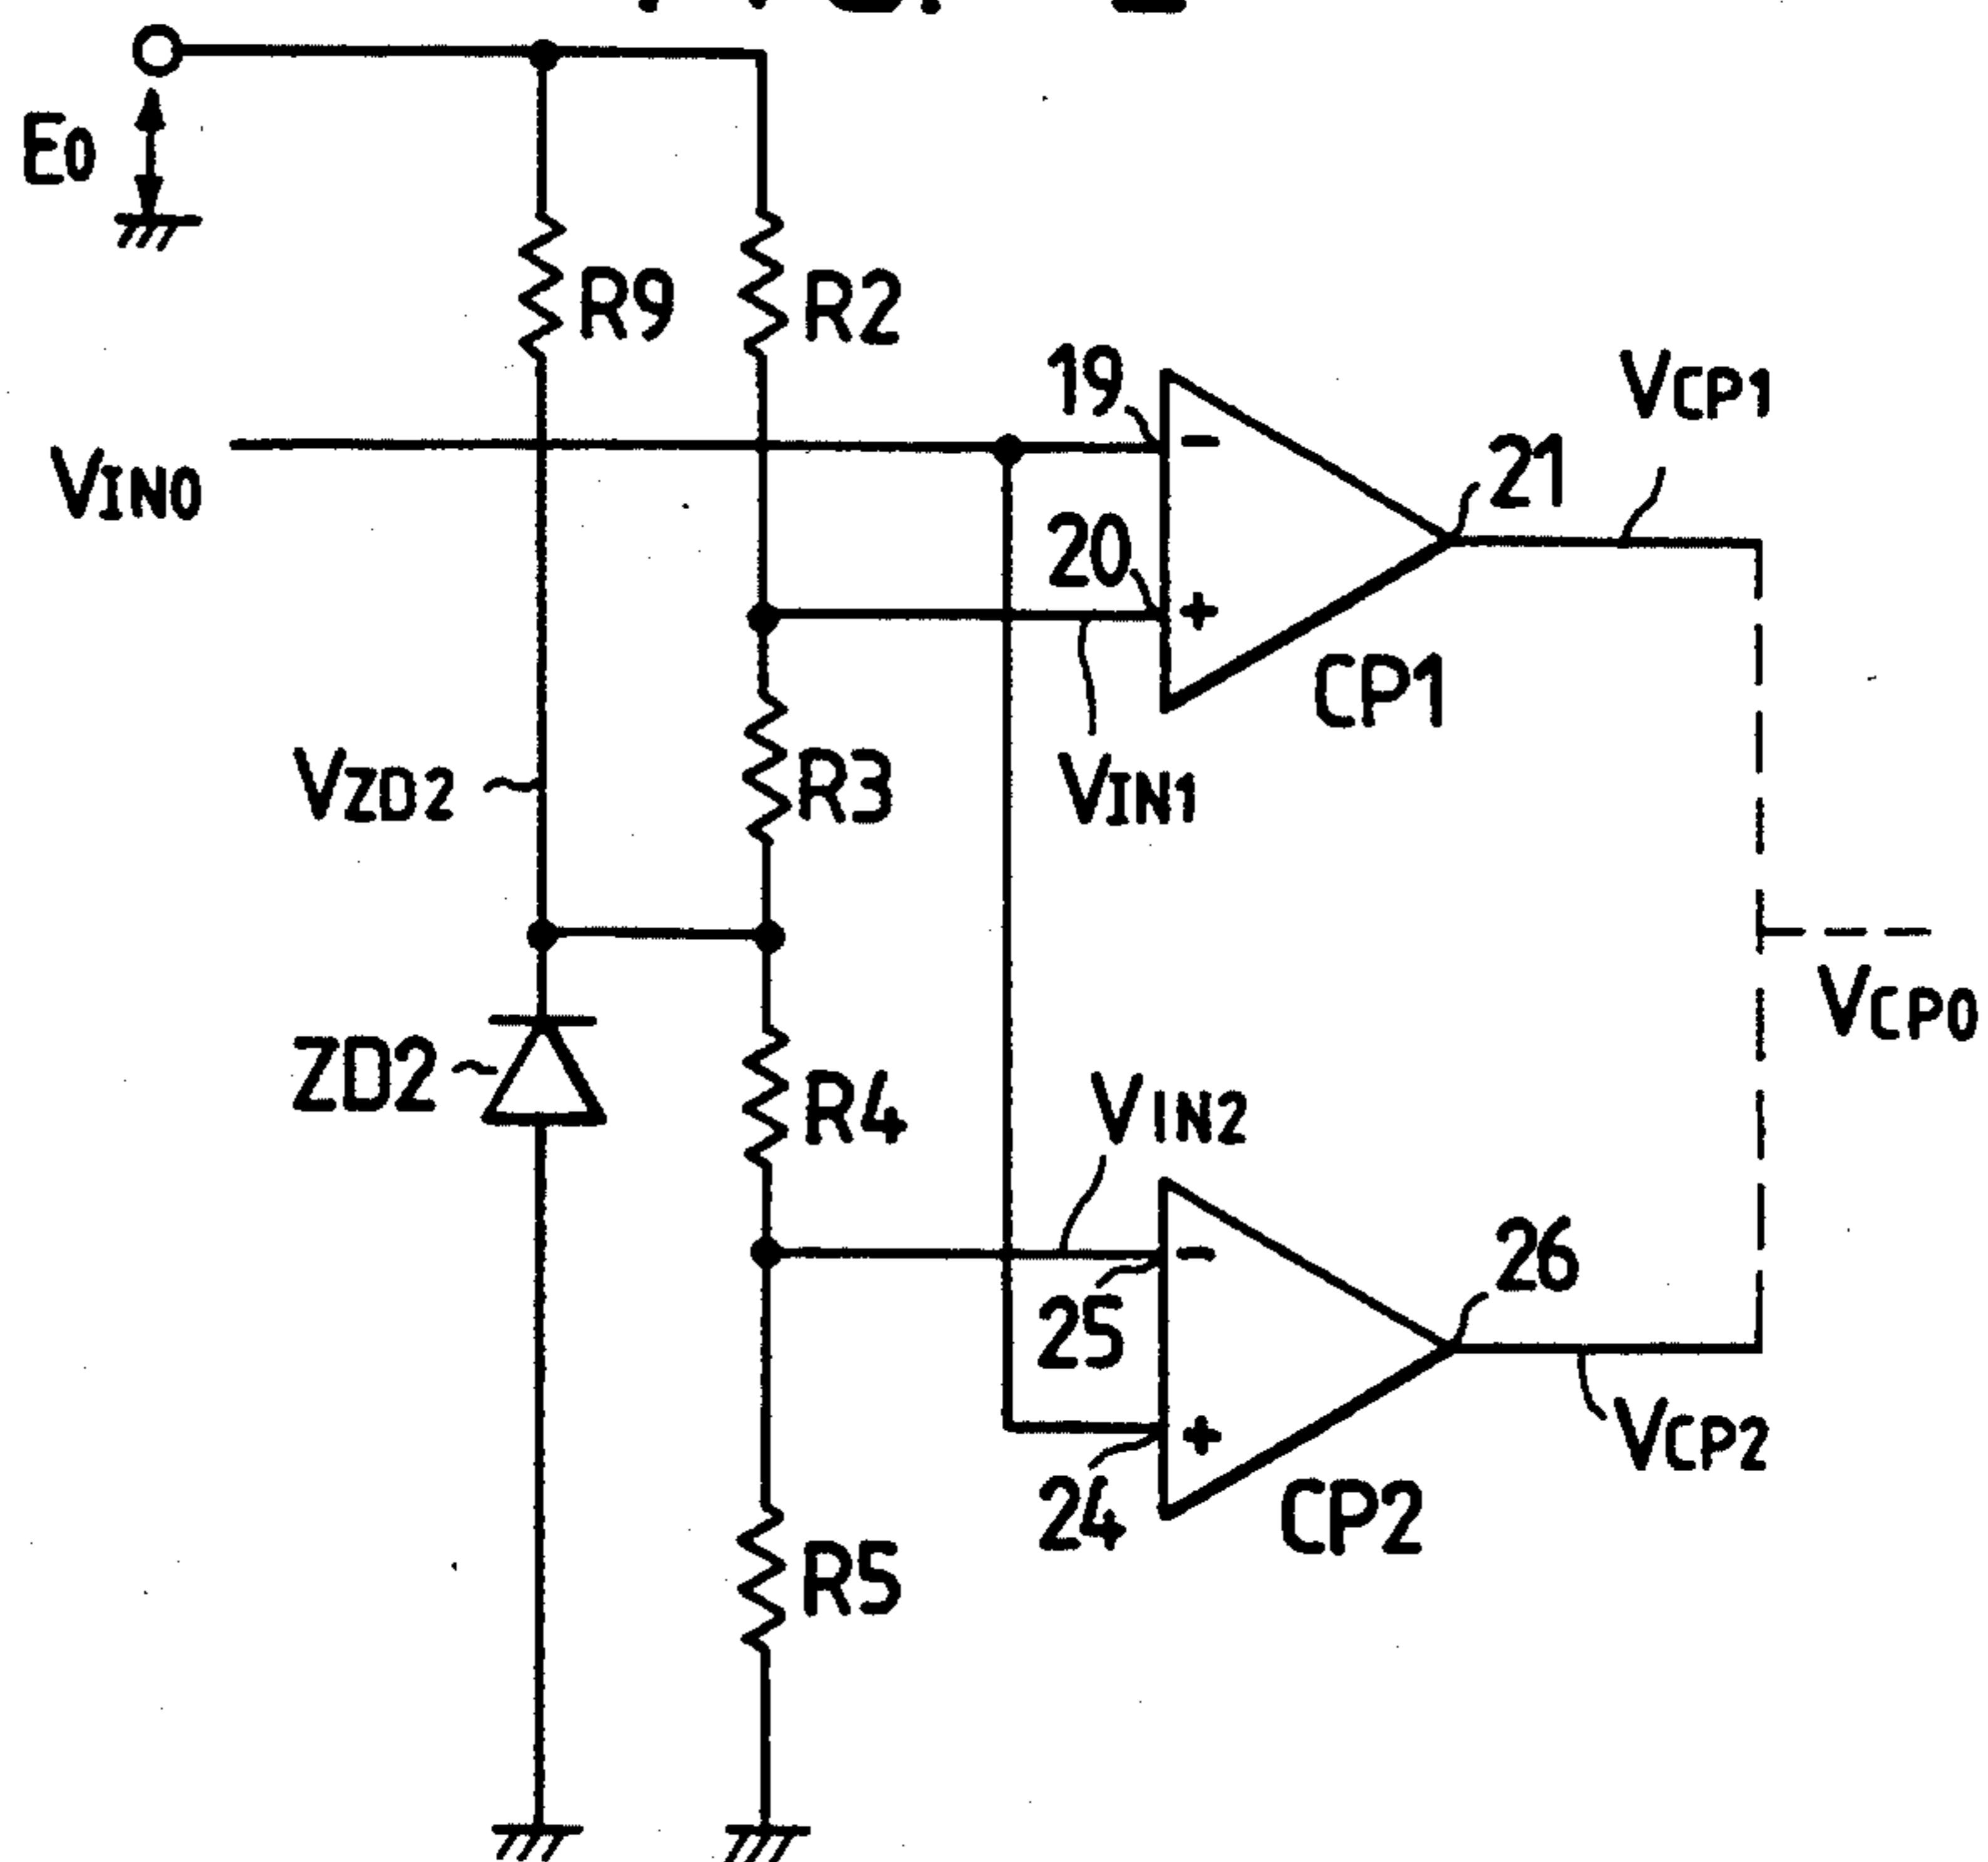 E0
R9
R2
19
VCP1
21
VIN0
20
-
+
CP1
VZD2
R3
VIN1
VCP0
ZD2
R4
VIN2
-
26
25
+
VCP2
24
CP2
R5